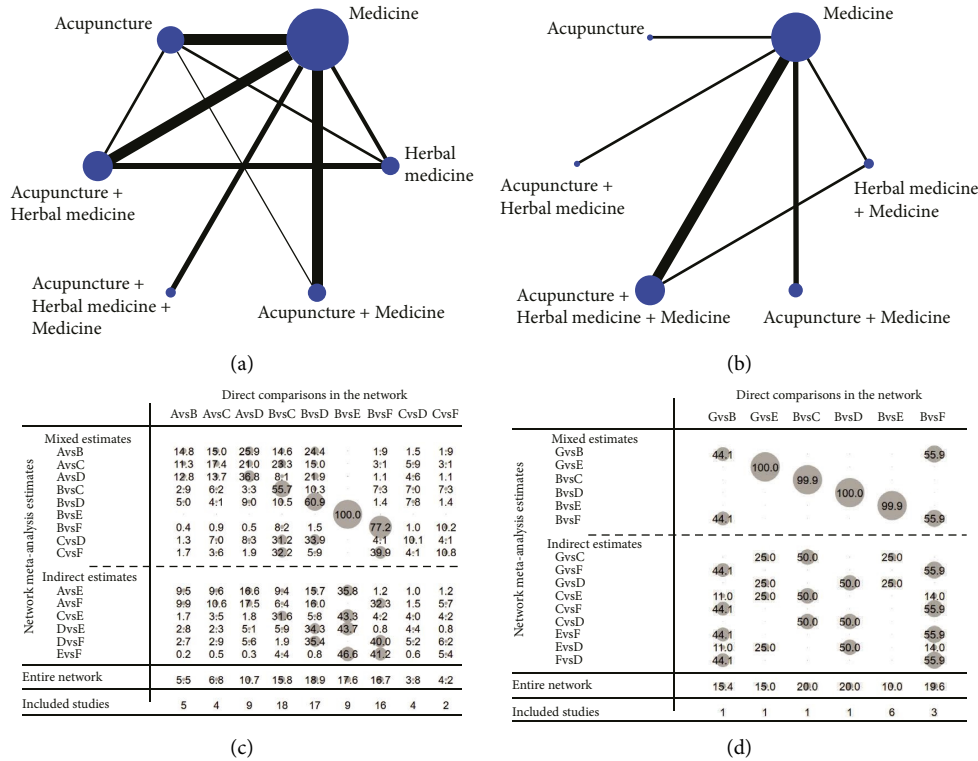 Acupuncture
Medicine
Herbal
medicine
Acupuncture +
Herbal medicine
Acupuncture +
Herbal medicine +
Medicine
Acupuncture + Medicine
(a)
Medicine
Acupuncture
Acupuncture +
Herbal medicine
Herbal medicine
+ Medicine
Acupuncture +
Herbal medicine + Medicine
Acupuncture + Medicine
(b)
Direct comparisons in the network
AvsB AvsC AvsD BvsC BvsD BvsE BvsF CvsD CvsF
Network meta-analysis estimates
Mixed estimates
AvsB 14.8 15.0 25.9 14.6 24.4 1.9 1.5 1.9
AvsC 11.3 17.4 21.0 23.3 15.0 3.1 5.9 3.1
AvsD 12.8 13.7 36.8 8.1 21.9 1.1 4.6 1.1
BvsC 2.9 6.2 3.3 55.7 10.3 7.3 7.0 7.3
BvsD 5.0 4.1 9.0 10.5 60.9 1.4 7.6 1.4
BvsE 100.0
BvsF 0.4 0.9 0.5 8.2 1.5 77.2 1.0 10.2
CvsD 1.3 7.0 8.3 31.2 33.9 4.1 10.1 4.1
CvsF 1.7 3.6 1.9 32.2 5.9 39.9 4.1 10.8
Indirect estimates
AvsE 9.5 9.6 16.6 9.4 15.7 35.8 1.2 1.0 1.2
AvsF 9.9 10.6 17.5 6.4 16.0 32.3 1.5 5.7
CvsE 1.7 3.5 1.8 31.6 5.8 43.3 4.2 4.0 4.2
DvsE 2.8 2.3 5.1 5.9 34.3 43.7 0.8 4.4 0.8
DvsF 2.7 2.9 5.6 1.9 35.4 40.0 5.2 6.2
EvsF 0.2 0.5 0.3 4.4 0.8 46.6 41.2 0.6 5.4
Entire network 5.5 6.8 10.7 15.8 18.9 17.6 16.7 3.8 4.2
Included studies 5 4 9 18 17 9 16 4 2
(c)
Direct comparisons in the network
GvsB GvsE BvsC BvsD BvsE BvsF
Network meta-analysis estimates
Mixed estimates
GvsB 44.1 55.9
GvsE 100.0
BvsC 99.9
BvsD 100.0
BvsE 99.9
BvsF 44.1 55.9
Indirect estimates
GvsC 25.0 50.0 25.0
GvsF 44.1 55.9
GvsD 25.0 50.0 25.0
CvsE 11.0 25.0 50.0 14.0
CvsF 44.1 55.9
CvsD 50.0 50.0
EvsF 44.1 55.9
EvsD 11.0 25.0 50.0 14.0
FvsD 44.1 55.9
Entire network 15.4 15.0 20.0 20.0 10.0 19.6
Included studies 1 1 1 1 6 3
(d)